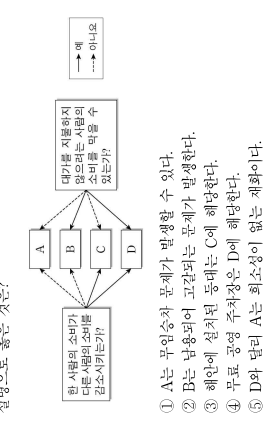 설명으로 옳은 것은?
한 사람의 소비가
다른 사람의 소비를
감소시키는가?
A
B
C
D
대가를 지불하지
않으려는 사람의
소비를 막을 수
있는가?
예
아니요
① A는 무임승차 문제가 발생할 수 있다.
② B는 남용되어 고갈되는 문제가 발생한다.
③ 해안에 설치된 등대는 C에 해당한다.
④ 무료 공영 주차장은 D에 해당한다.
⑤ D와 달리 A는 희소성이 없는 재화이다.